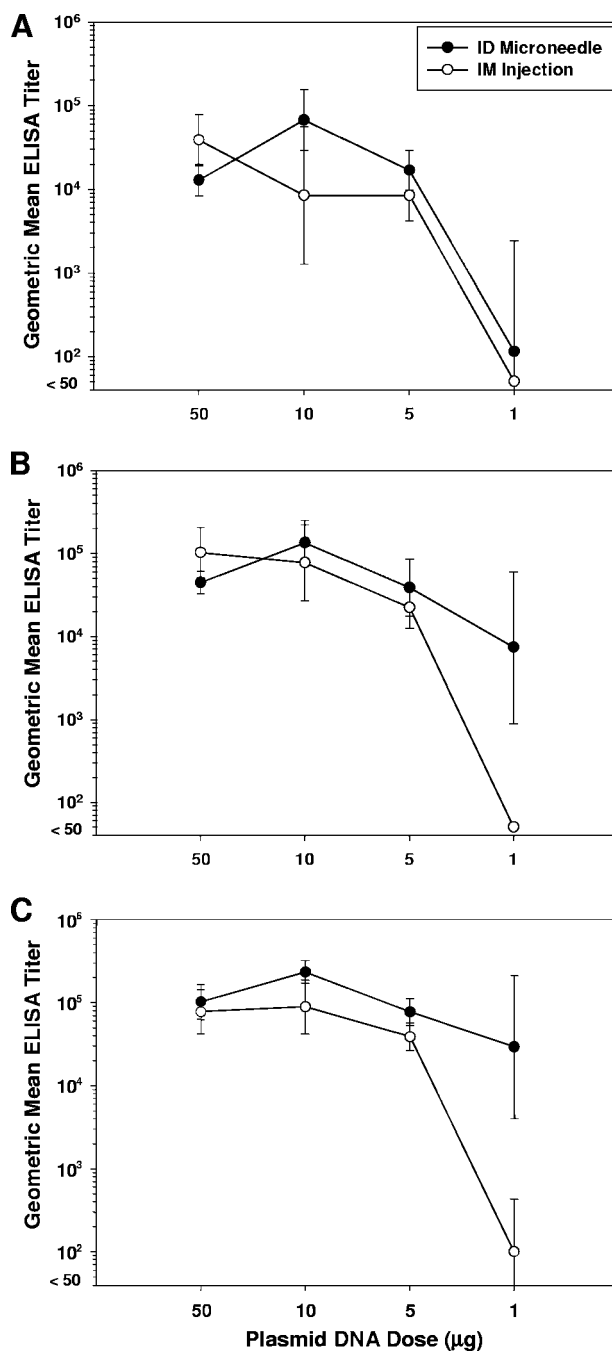 A
Geometric Mean ELISA Titer
10⁶
10⁵
10⁴
10³
10²
< 50
ID Microneedle
IM Injection
50 10 5 1
B
Geometric Mean ELISA Titer
10⁶
10⁵
10⁴
10³
10²
< 50
50 10 5 1
C
Geometric Mean ELISA Titer
10⁶
10⁵
10⁴
10³
10²
< 50
50 10 5 1
Plasmid DNA Dose (µg)